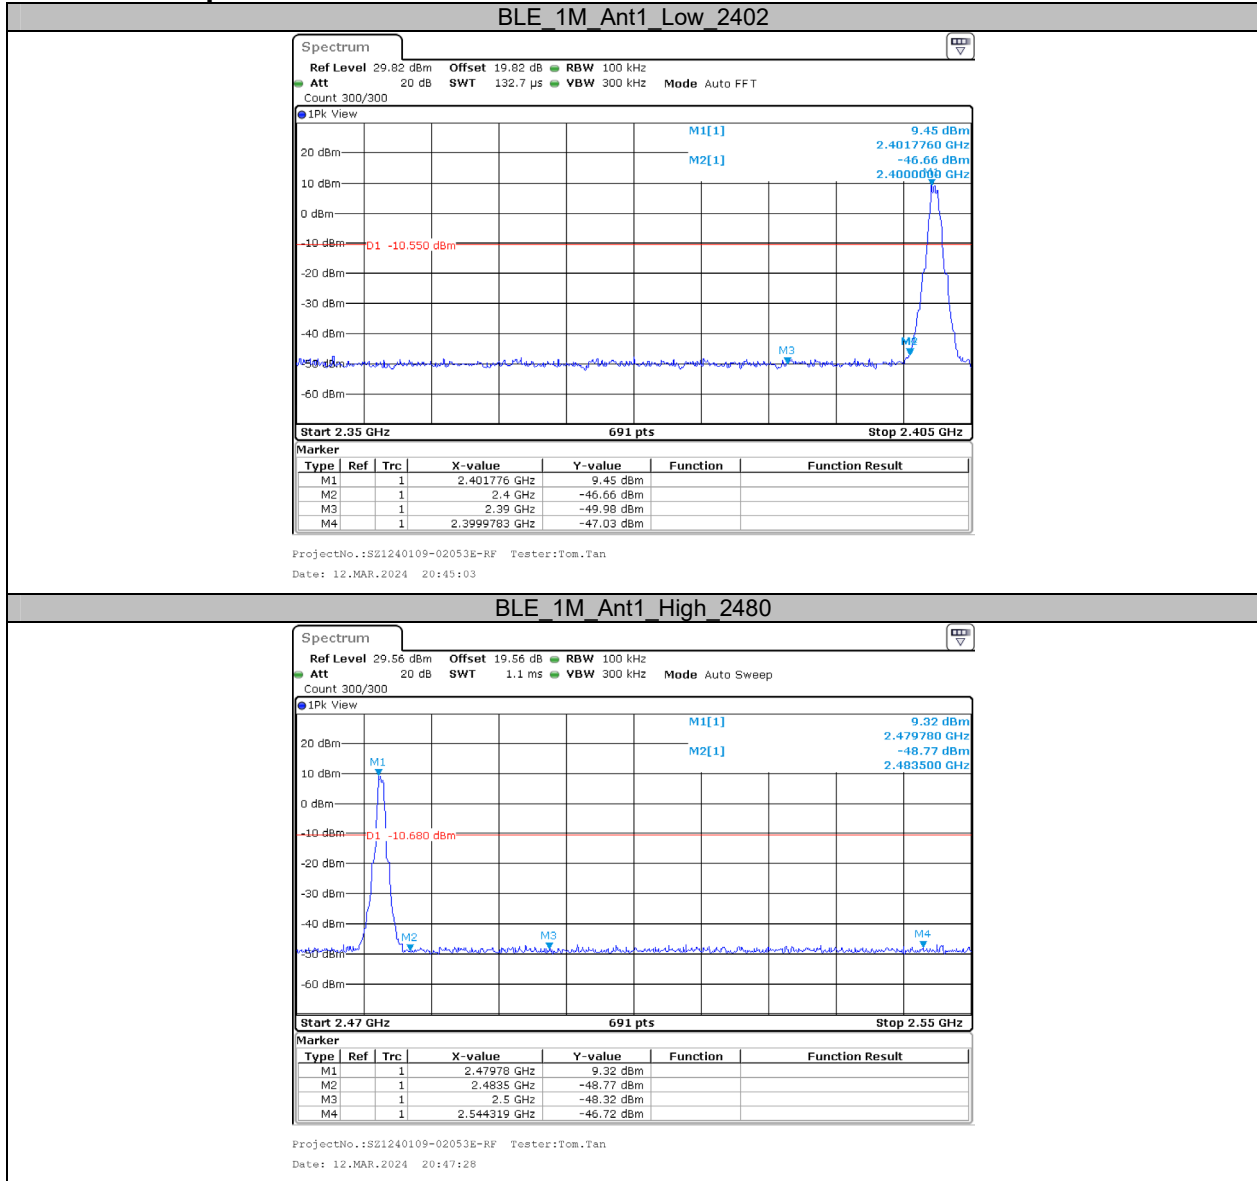 BLE_1M_Ant1_Low_2402
Spectrum
Ref Level 29.82 dBm Offset 19.82 dB RBW 100 kHz
Att 20 dB SWT 132.7 µs VBW 300 kHz Mode Auto FFT
Count 300/300
1Pk View
M1[1] 9.45 dBm
2.4017760 GHz
20 dBm
M2[1] -46.66 dBm
2.4000000 GHz
M1
10 dBm
0 dBm
-10 dBm
D1 -10.550 dBm
-20 dBm
-30 dBm
-40 dBm
M3
M2
-50 dBm
-60 dBm
Start 2.35 GHz 691 pts Stop 2.405 GHz
Marker
Type Ref Trc X-value Y-value Function Function Result
M1 1 2.401776 GHz 9.45 dBm
M2 1 2.4 GHz -46.66 dBm
M3 1 2.39 GHz -49.98 dBm
M4 1 2.3999783 GHz -47.03 dBm
ProjectNo.:SZ1240109-02053E-RF Tester:Tom.Tan
Date: 12.MAR.2024 20:45:03
BLE_1M_Ant1_High_2480
Spectrum
Ref Level 29.56 dBm Offset 19.56 dB RBW 100 kHz
Att 20 dB SWT 1.1 ms VBW 300 kHz Mode Auto Sweep
Count 300/300
1Pk View
M1[1] 9.32 dBm
2.479780 GHz
20 dBm
M2[1] -48.77 dBm
2.483500 GHz
M1
10 dBm
0 dBm
-10 dBm
D1 -10.680 dBm
-20 dBm
-30 dBm
-40 dBm
M2 M3 M4
-50 dBm
-60 dBm
Start 2.47 GHz 691 pts Stop 2.55 GHz
Marker
Type Ref Trc X-value Y-value Function Function Result
M1 1 2.47978 GHz 9.32 dBm
M2 1 2.4835 GHz -48.77 dBm
M3 1 2.5 GHz -48.32 dBm
M4 1 2.544319 GHz -46.72 dBm
ProjectNo.:SZ1240109-02053E-RF Tester:Tom.Tan
Date: 12.MAR.2024 20:47:28